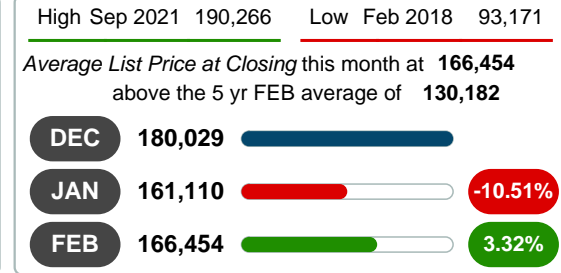 High Sep 2021 190,266 Low Feb 2018 93,171
Average List Price at Closing this month at 166,454
above the 5 yr FEB average of 130,182
DEC 180,029
JAN 161,110 -10.51%
FEB 166,454 3.32%